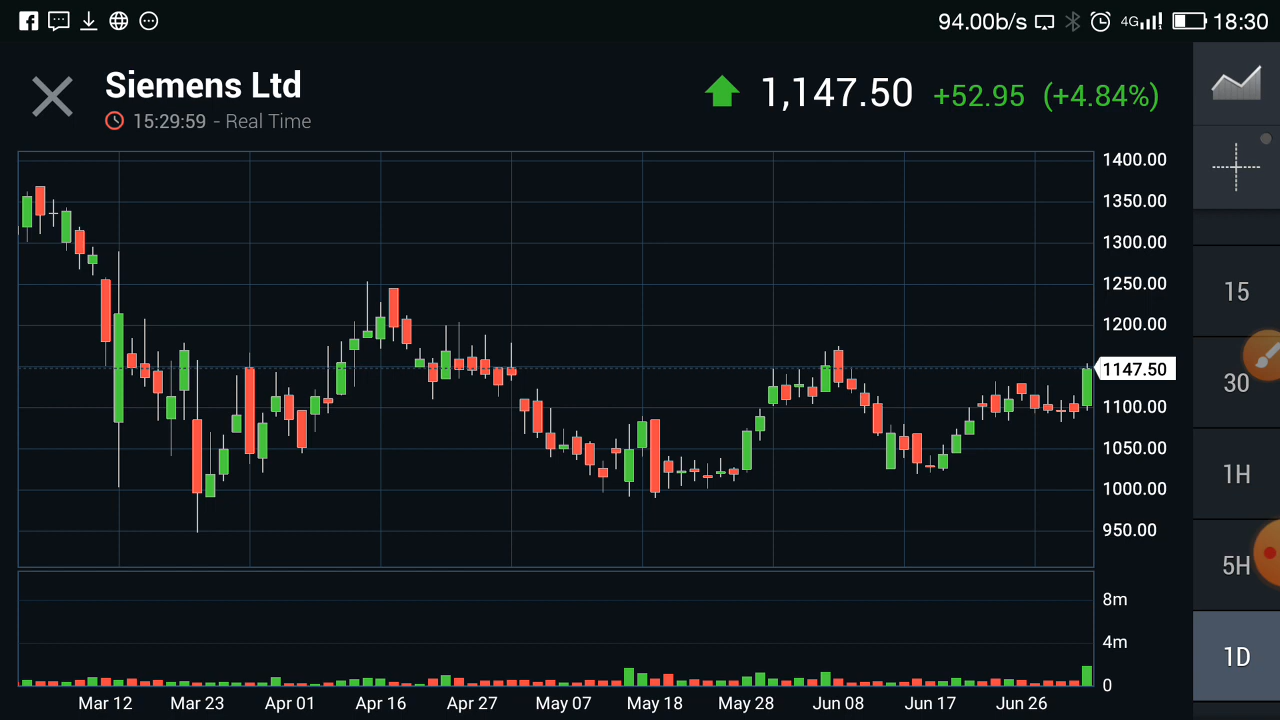 94.00b/s 4G 18:30
Siemens Ltd
1,147.50 +52.95 (+4.84%)
15:29:59 - Real Time
1400.00
1350.00
1300.00
1250.00
1200.00
1147.50
1100.00
1050.00
1000.00
950.00
8m
4m
0
Mar 12 Mar 23 Apr 01 Apr 16 Apr 27 May 07 May 18 May 28 Jun 08 Jun 17 Jun 26
15
30
1H
5H
1D